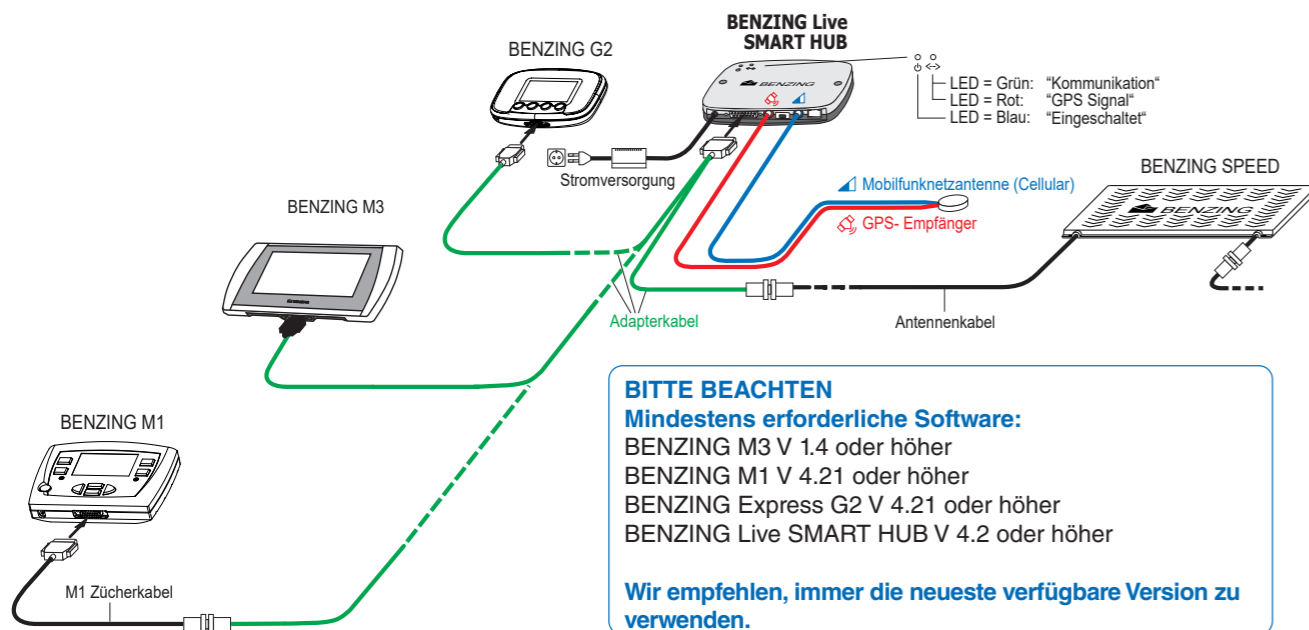 BENZING Live
SMART HUB
BENZING G2
BENZING
LED = Grün: "Kommunikation“
LED = Rot: "GPS Signal“
LED = Blau: "Eingeschaltet“
Stromversorgung
BENZING SPEED
BENZING
Mobilfunknetzantenne (Cellular)
GPS- Empfänger
BENZING M3
Adapterkabel
Antennenkabel
BENZING M1
M1 Zücherkabel
BITTE BEACHTEN
Mindestens erforderliche Software:
BENZING M3 V 1.4 oder höher
BENZING M1 V 4.21 oder höher
BENZING Express G2 V 4.21 oder höher
BENZING Live SMART HUB V 4.2 oder höher
Wir empfehlen, immer die neueste verfügbare Version zu
verwenden.